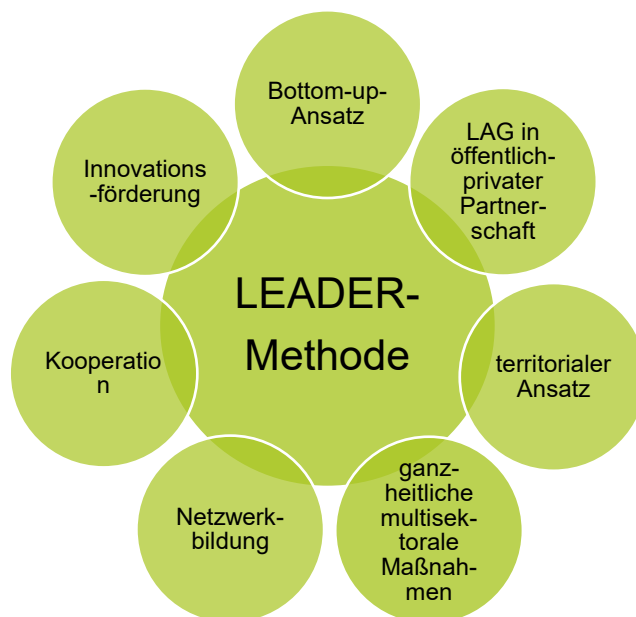 Bottom-up-
Ansatz
LAG in
öffentlich-
privater
Partner-
schaft
territorialer
Ansatz
ganz-
heitliche
multisek-
torale
Maßnah-
men
Netzwerk-
bildung
Kooperatio
n
Innovations
-förderung
LEADER-
Methode